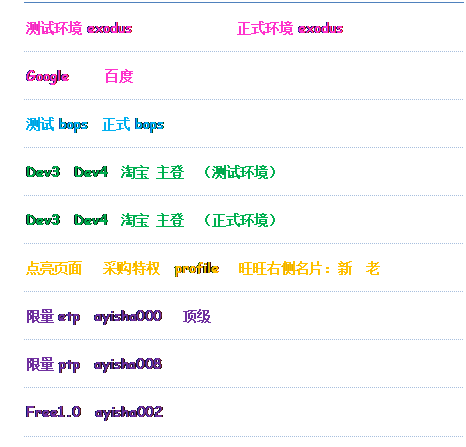 测试环境 exodus 正式环境 exodus
Google 百度
测试 bops 正式 bops
Dev3 Dev4 淘宝 主登 （测试环境）
Dev3 Dev4 淘宝 主登 （正式环境）
点亮页面 采购特权 profile 旺旺右侧名片：新 老
限量 etp ayisha000 顶级
限量 ptp ayisha008
Free1.0 ayisha002